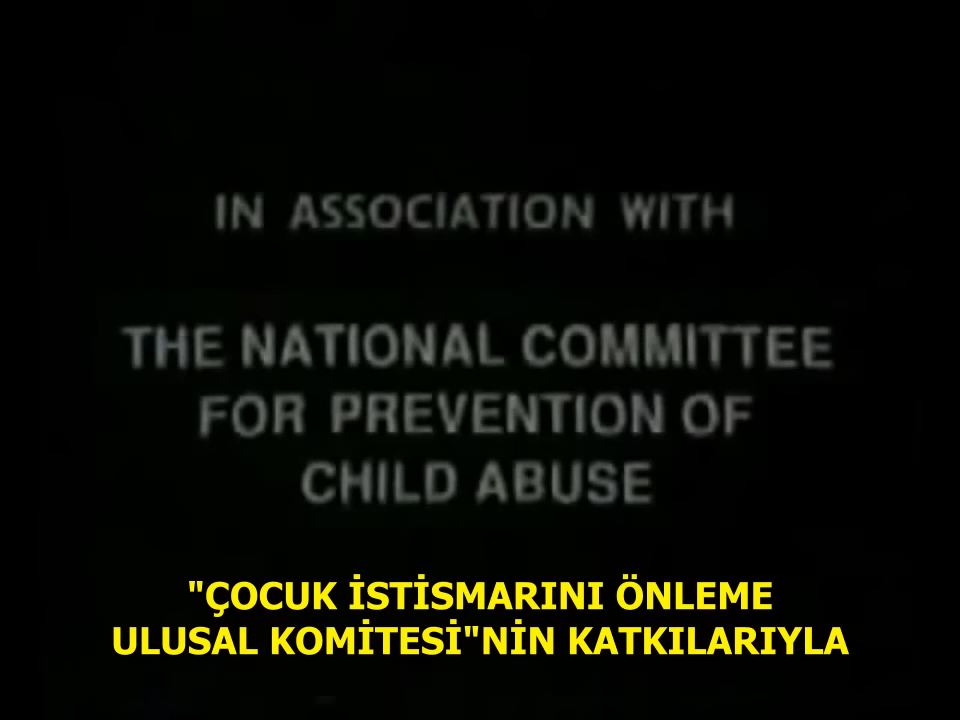 IN ASSOCIATION WITH
THE NATIONAL COMMITTEE
FOR PREVENTION OF
CHILD ABUSE
"ÇOCUK İSTİSMARINI ÖNLEME
ULUSAL KOMİTESİ"NİN KATKILARIYLA